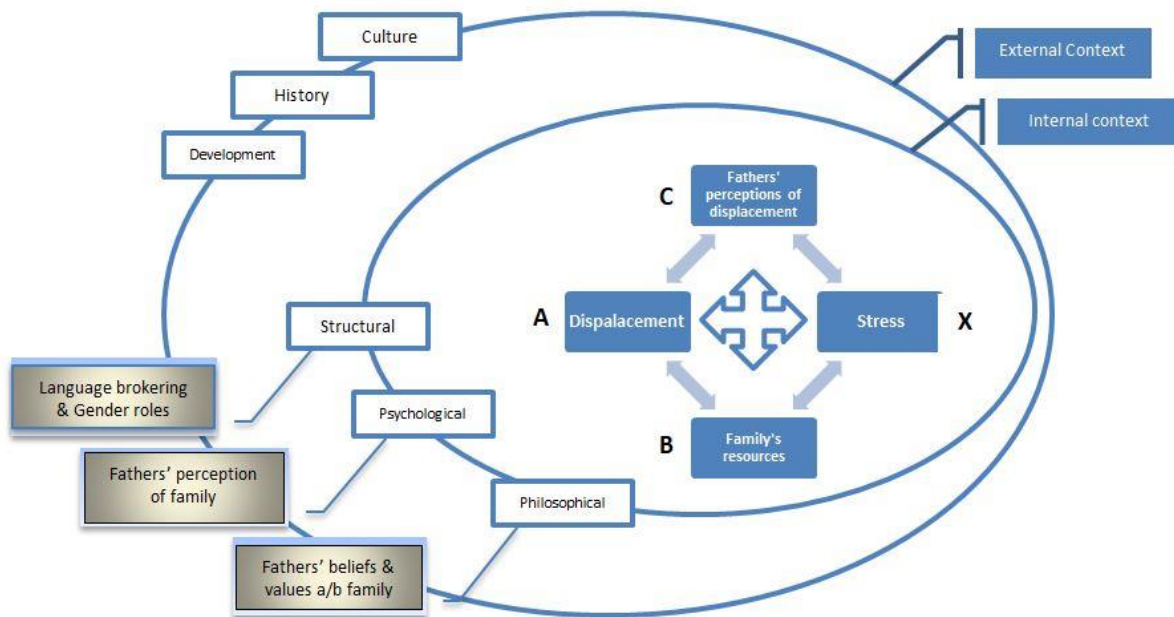 Culture
External Context
History
Internal context
Development
C
Fathers'
perceptions of
displacement
A
Dispalacement
Stress
X
Structural
Language brokering
& Gender roles
Psychological
B
Family's
resources
Fathers’ perception
of family
Philosophical
Fathers’ beliefs &
values a/b family